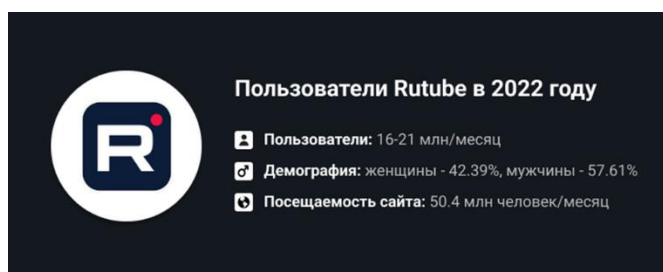 R
Пользователи Rutube в 2022 году
Пользователи: 16-21 млн/месяц
Демография: женщины - 42.39%, мужчины - 57.61%
Посещаемость сайта: 50.4 млн человек/месяц